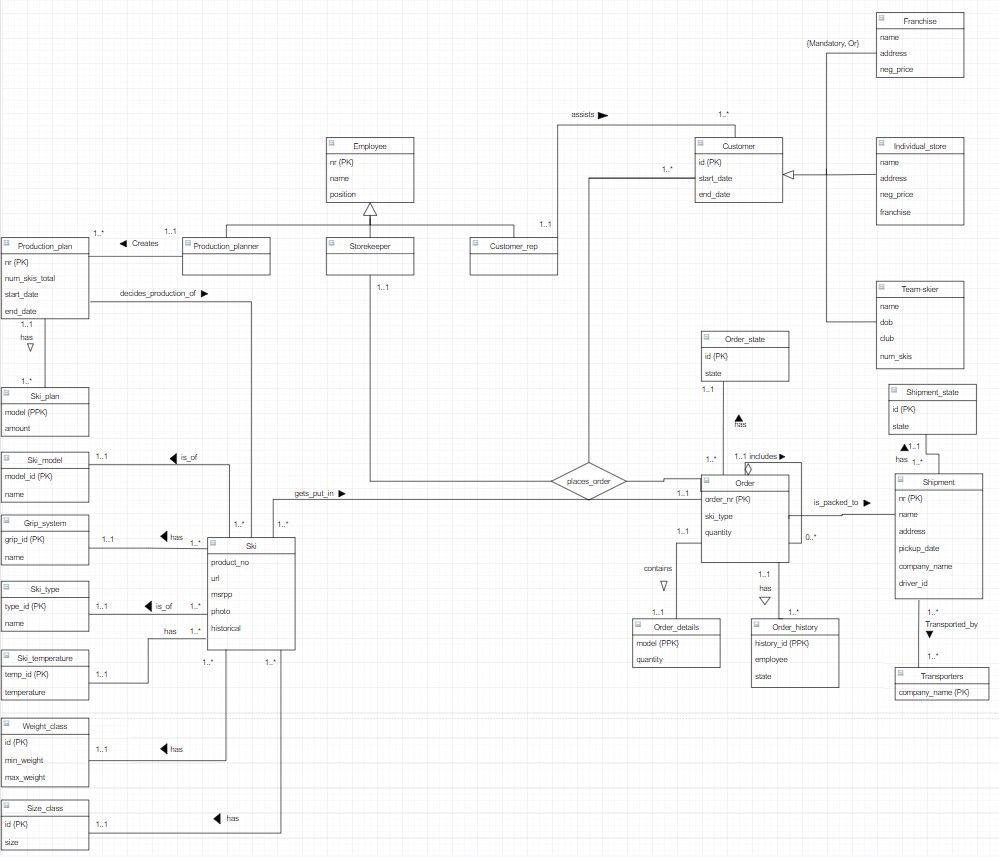 Franchise
name
address
neg_price
{Mandatory, Or}
assists ▶
1..*
Employee
nr {PK}
name
position
Customer
id {PK}
start_date
end_date
1..*
Individual_store
name
address
neg_price
franchise
1..*
1..1
◀ Creates
1..1
Production_plan
nr {PK}
num_skis_total
start_date
end_date
Production_planner
Storekeeper
Customer_rep
1..1
decides_production_of ▶
1..1
has
1..*
Team-skier
name
dob
club
num_skis
Ski_plan
model {PPK}
amount
Order_state
id {PK}
state
1..1
has
1..*
Shipment_state
id {PK}
state
1..1
has
1..*
Ski_model
model_id {PK}
name
1..1
◀ is_of
1..*
gets_put_in ▶
1..*
places_order
1..1 includes ▶
1..1
Order
order_nr {PK}
ski_type
quantity
0..*
is_packed_to ▶
Shipment
nr {PK}
name
address
pickup_date
company_name
driver_id
Grip_system
grip_id {PK}
name
1..1
◀ has
1..*
Ski
product_no
url
msrpp
photo
historical
Ski_type
type_id {PK}
name
1..1
◀ is_of
1..*
has
1..*
Ski_temperature
temp_id {PK}
temperature
1..1
1..*
1..*
1..1
contains
1..1
1..1
has
1..*
Order_details
model {PPK}
quantity
Order_history
history_id {PPK}
employee
state
1..*
Transported_by
1..*
Transporters
company_name {PK}
Weight_class
id {PK}
min_weight
max_weight
1..1
◀ has
Size_class
id {PK}
size
1..1
◀ has